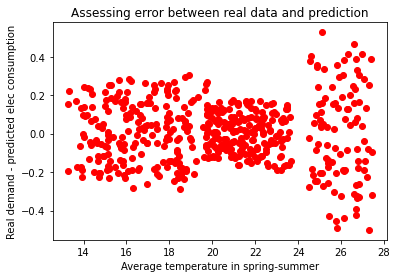 Assessing error between real data and prediction
Real demand - predicted elec consumption
0.4
0.2
0.0
−0.2
−0.4
14 16 18 20 22 24 26 28
Average temperature in spring-summer